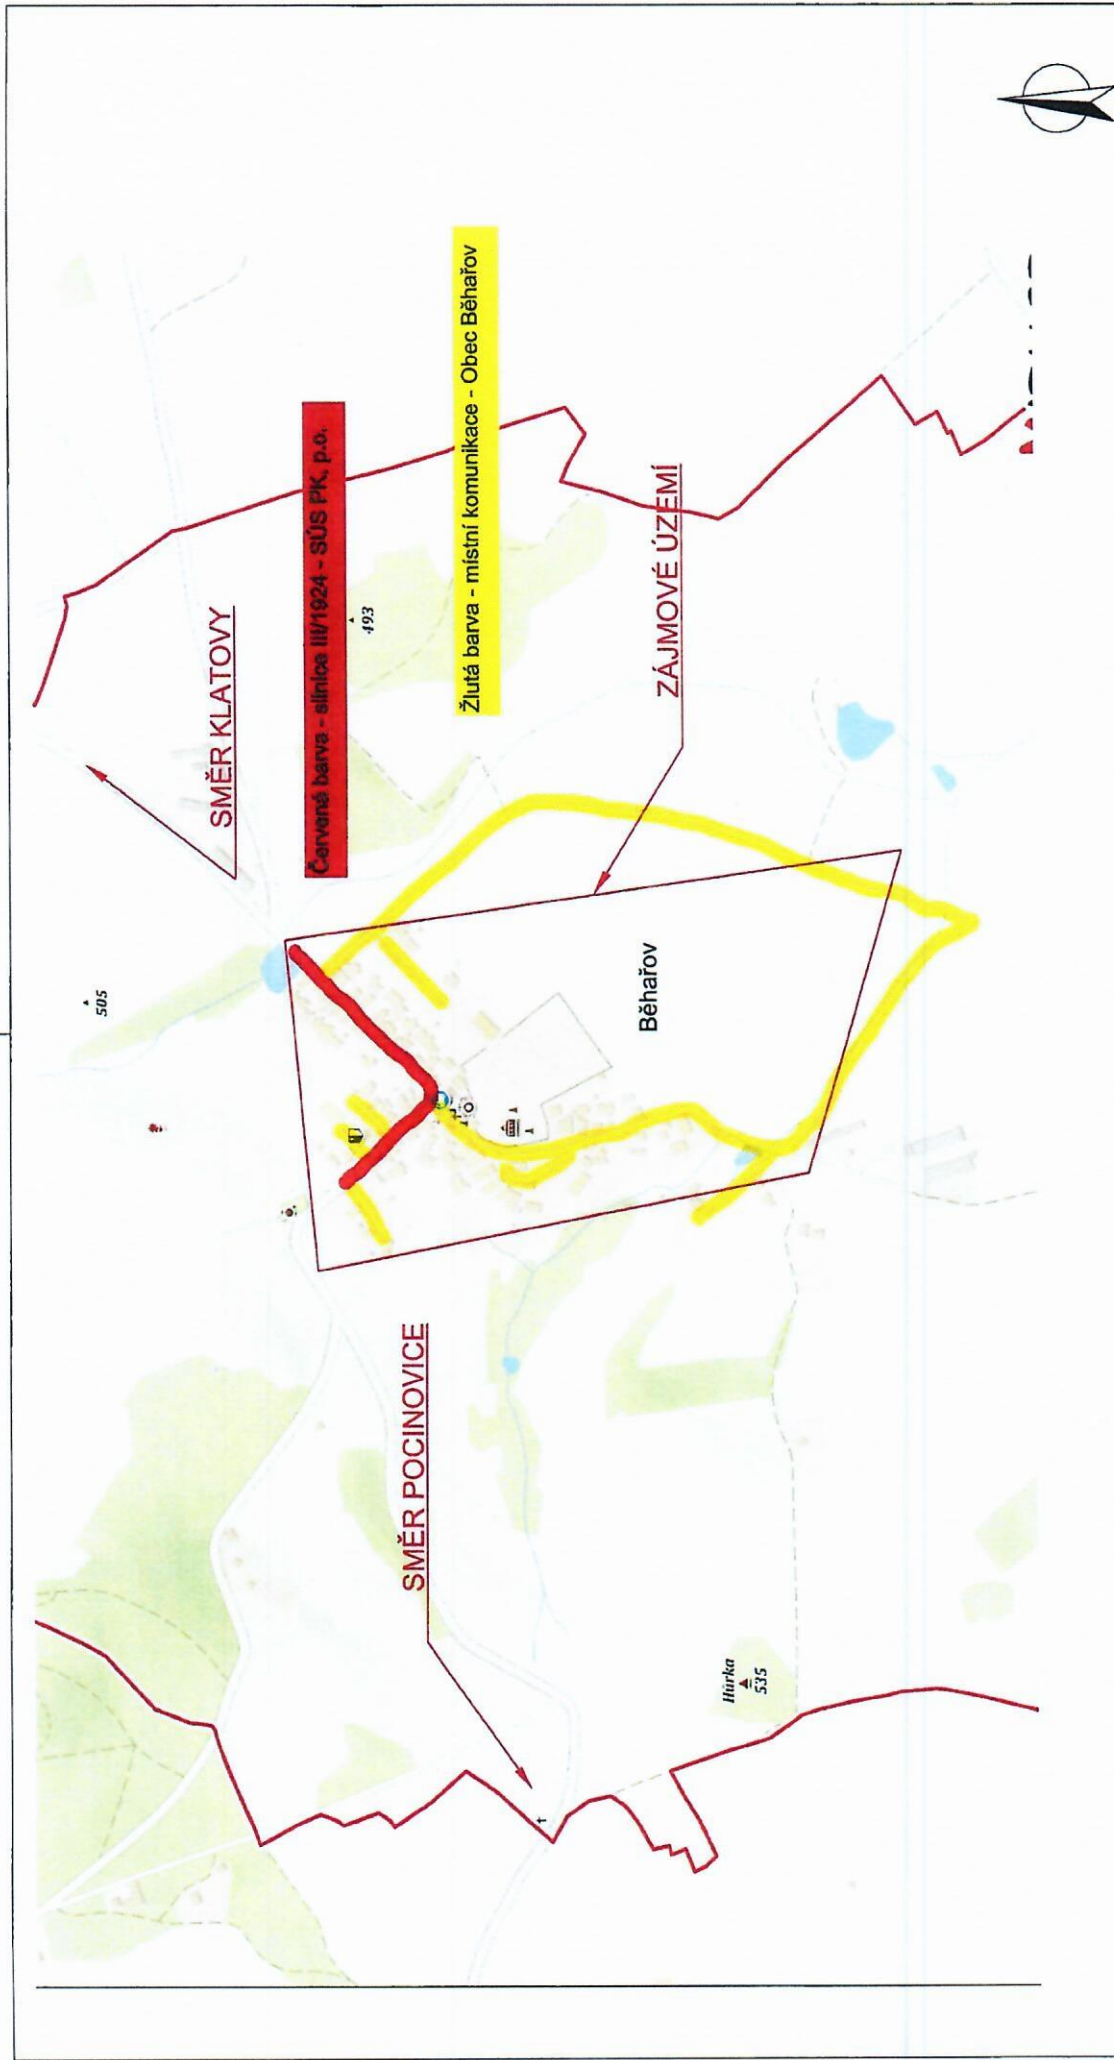 505
SMĚR KLATOVY
Červená barva - silnice III/1924 - SÚS PK, p.o.
493
Žlutá barva - místní komunikace - Obec Běhařov
ZÁJMOVÉ ÚZEMÍ
Běhařov
SMĚR POCINOVICE
Hůrka
535